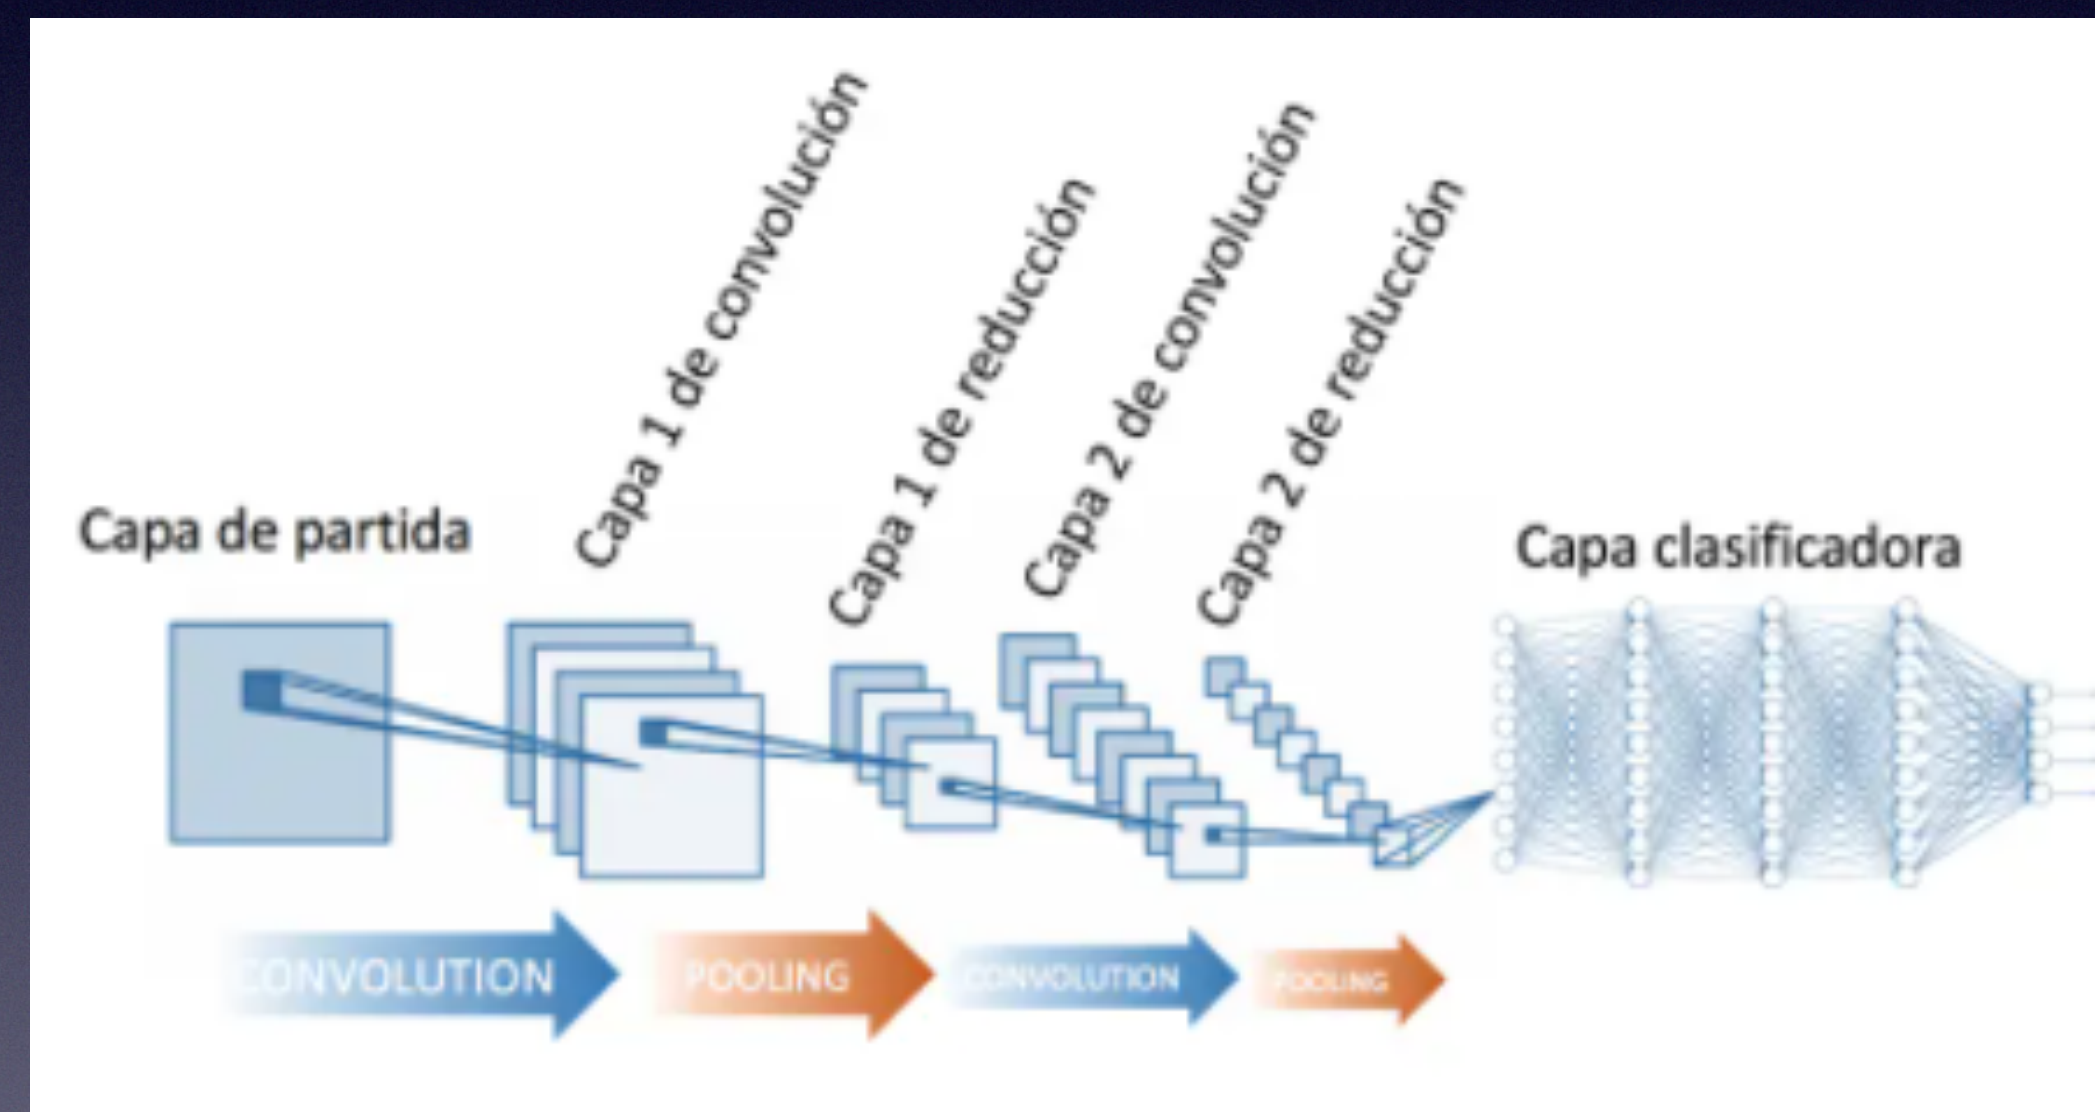 Capa de partida
Capa 1 de convolución
Capa 1 de reducción
Capa 2 de convolución
Capa 2 de reducción
Capa clasificadora
CONVOLUTION
POOLING
CONVOLUTION
POOLING